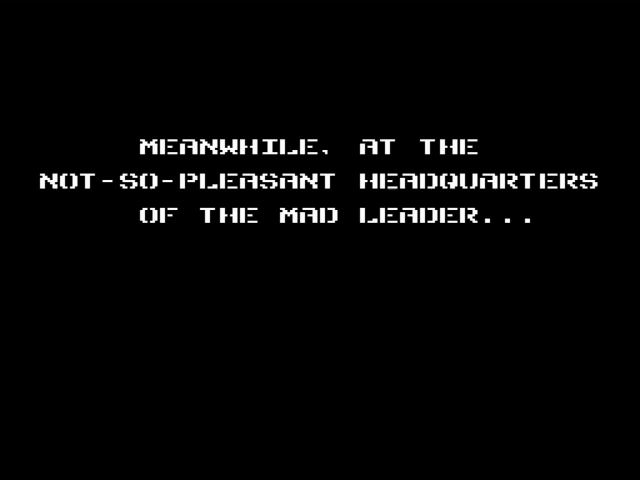 MEANWHILE, AT THE
NOT-SO-PLEASANT HEADQUARTERS
OF THE MAD LEADER...